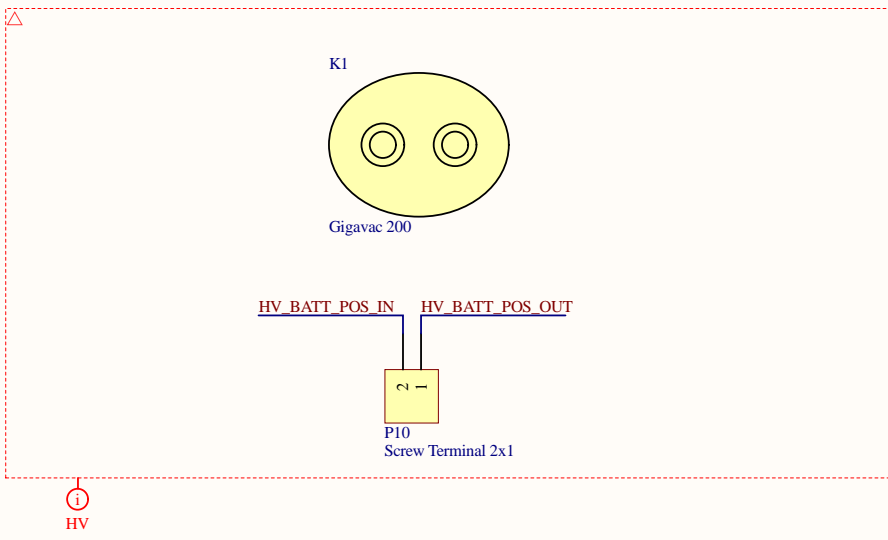 K1
Gigavac 200
HV_BATT_POS_IN HV_BATT_POS_OUT
2 1
P10
Screw Terminal 2x1
i
HV